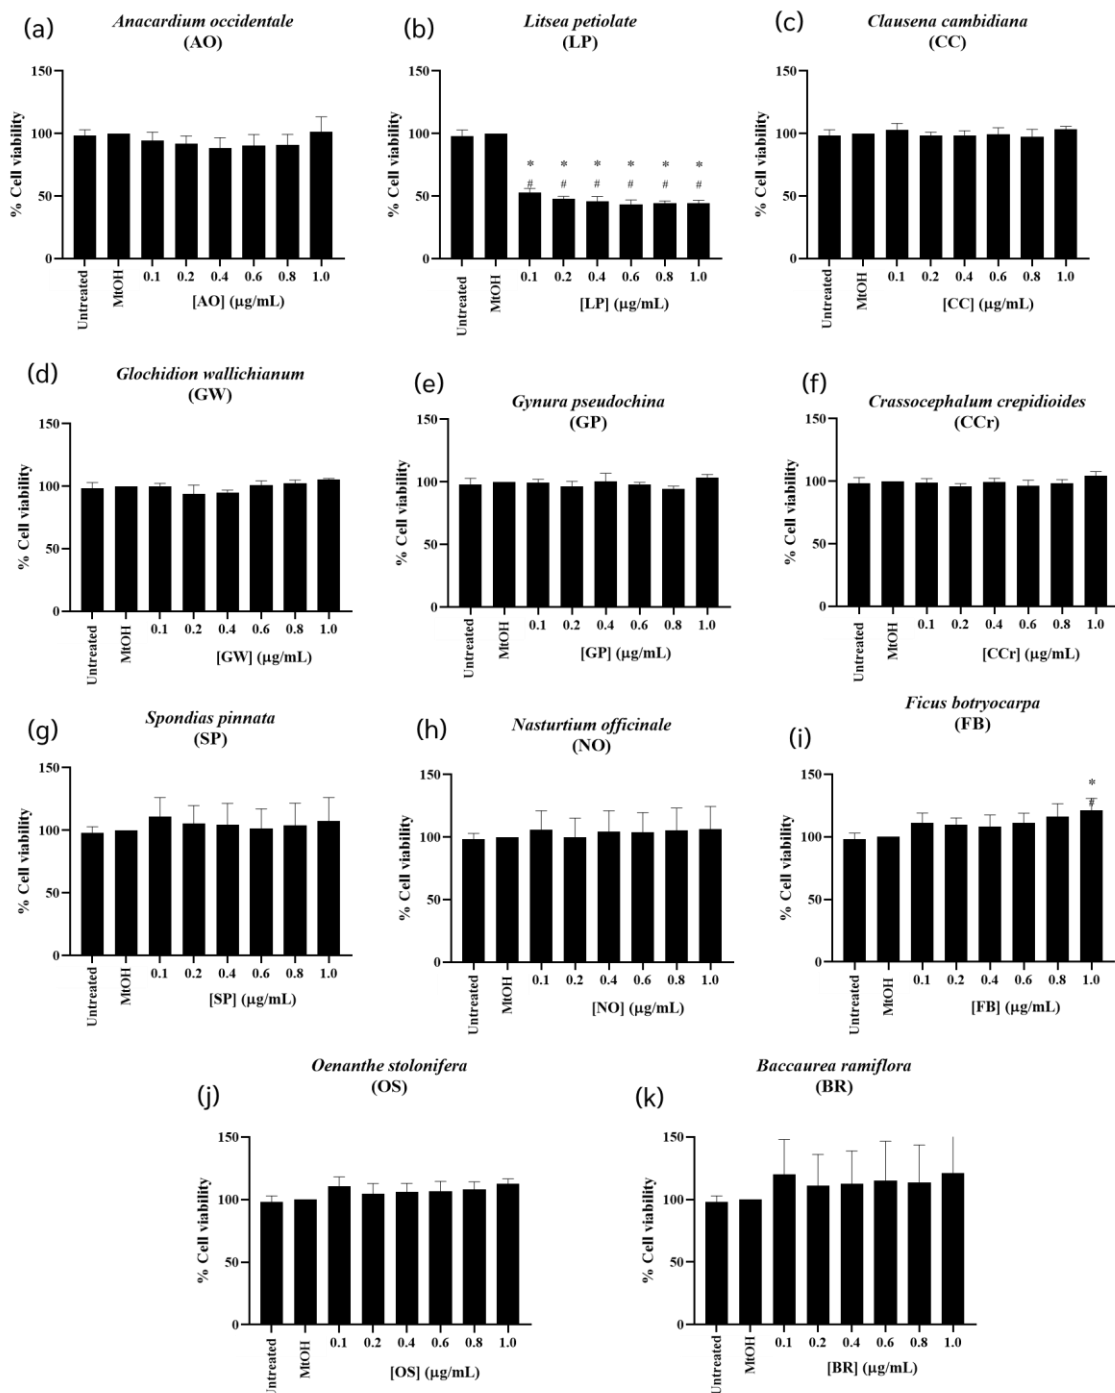 (a)
Anacardium occidentale
(AO)
150
100
50
0
% Cell viability
* * * * * *
# # # # # #
Untreated
MtOH
0.1 0.2 0.4 0.6 0.8 1.0
[AO] (µg/mL)
(b)
Litsea petiolate
(LP)
150
100
50
0
% Cell viability
Untreated
MtOH
0.1 0.2 0.4 0.6 0.8 1.0
[LP] (µg/mL)
(c)
Clausena cambidiana
(CC)
150
100
50
0
% Cell viability
Untreated
MtOH
0.1 0.2 0.4 0.6 0.8 1.0
[CC] (µg/mL)
(d)
Glochidion wallichianum
(GW)
150
100
50
0
% Cell viability
Untreated
MtOH
0.1 0.2 0.4 0.6 0.8 1.0
[GW] (µg/mL)
(e)
Gynura pseudochina
(GP)
150
100
50
0
% Cell viability
Untreated
MtOH
0.1 0.2 0.4 0.6 0.8 1.0
[GP] (µg/mL)
(f)
Crassocephalum crepidioides
(CCr)
150
100
50
0
% Cell viability
Untreated
MtOH
0.1 0.2 0.4 0.6 0.8 1.0
[CCr] (µg/mL)
(g)
Spondias pinnata
(SP)
150
100
50
0
% Cell viability
Untreated
MtOH
0.1 0.2 0.4 0.6 0.8 1.0
[SP] (µg/mL)
(h)
Nasturtium officinale
(NO)
150
100
50
0
% Cell viability
Untreated
MtOH
0.1 0.2 0.4 0.6 0.8 1.0
[NO] (µg/mL)
(i)
Ficus botryocarpa
(FB)
150
100
50
0
% Cell viability
*
#
Untreated
MtOH
0.1 0.2 0.4 0.6 0.8 1.0
[FB] (µg/mL)
(j)
Oenanthe stolonifera
(OS)
150
100
50
0
% Cell viability
Untreated
MtOH
0.1 0.2 0.4 0.6 0.8 1.0
[OS] (µg/mL)
(k)
Baccaurea ramiflora
(BR)
150
100
50
0
% Cell viability
Untreated
MtOH
0.1 0.2 0.4 0.6 0.8 1.0
[BR] (µg/mL)